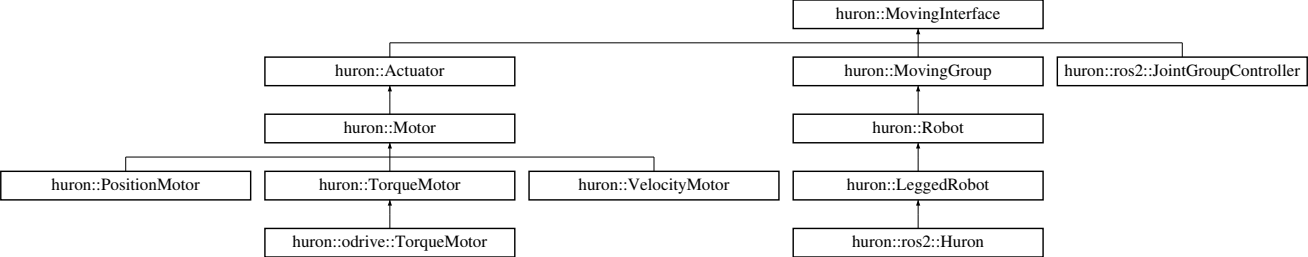 huron::MovingInterface
huron::Actuator
huron::MovingGroup
huron::ros2::JointGroupController
huron::Motor
huron::Robot
huron::PositionMotor
huron::TorqueMotor
huron::VelocityMotor
huron::LeggedRobot
huron::odrive::TorqueMotor
huron::ros2::Huron